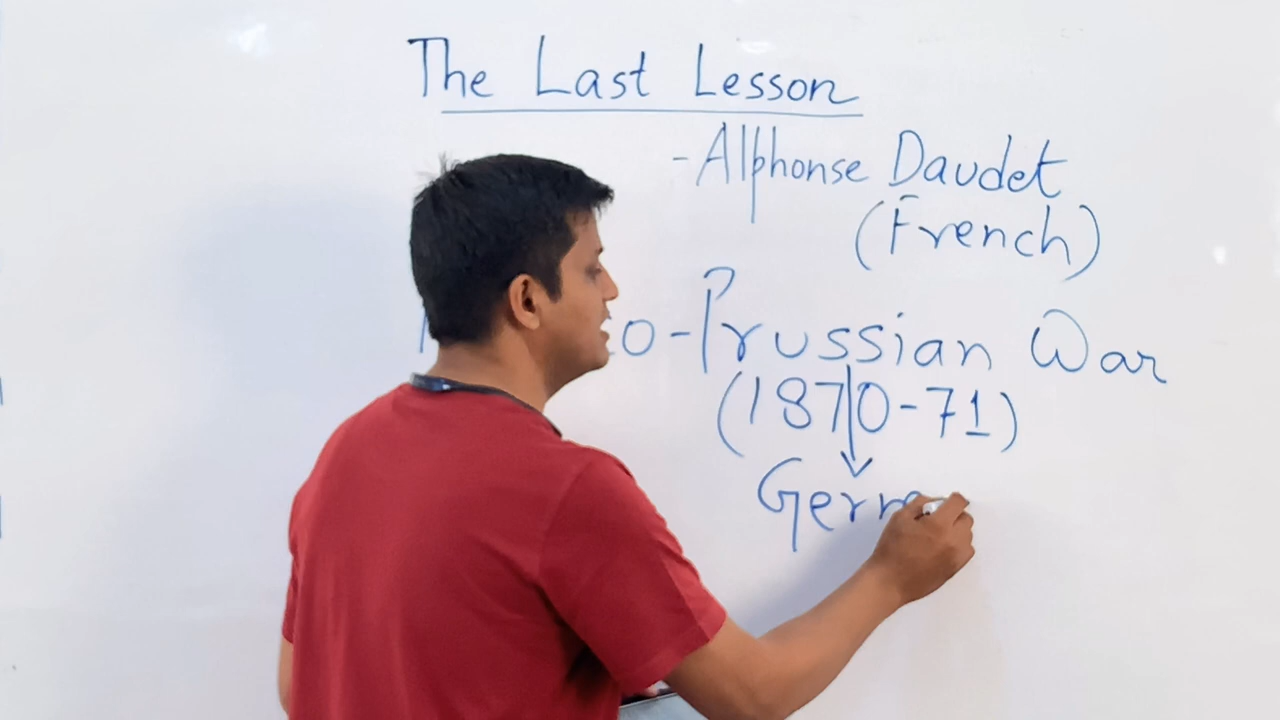 The Last Lesson
- Alphonse Daudet
(French)
Prussian War
(1870-71)